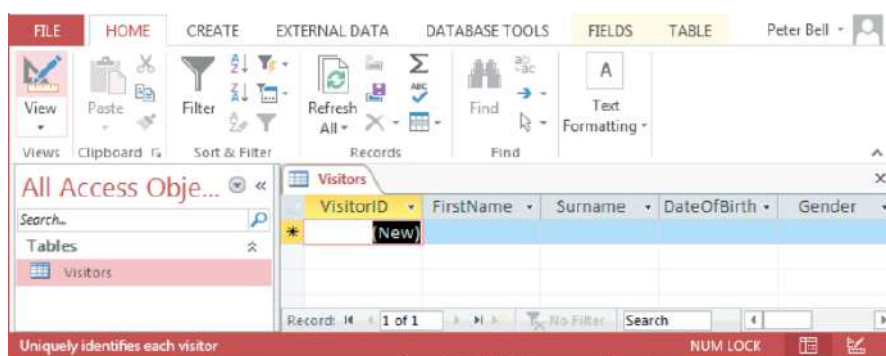 FILE HOME CREATE EXTERNAL DATA DATABASE TOOLS FIELDS TABLE Peter Bell
View Paste Filter Refresh All Find Text Formatting
ABC
A
Views Clipboard Sort & Filter Records Find
All Access Obje... «
Visitors
Search...
VisitorID FirstName Surname DateOfBirth Gender
(New)
Tables
Visitors
Record: 1 of 1 No Filter Search
Uniquely identifies each visitor NUM LOCK